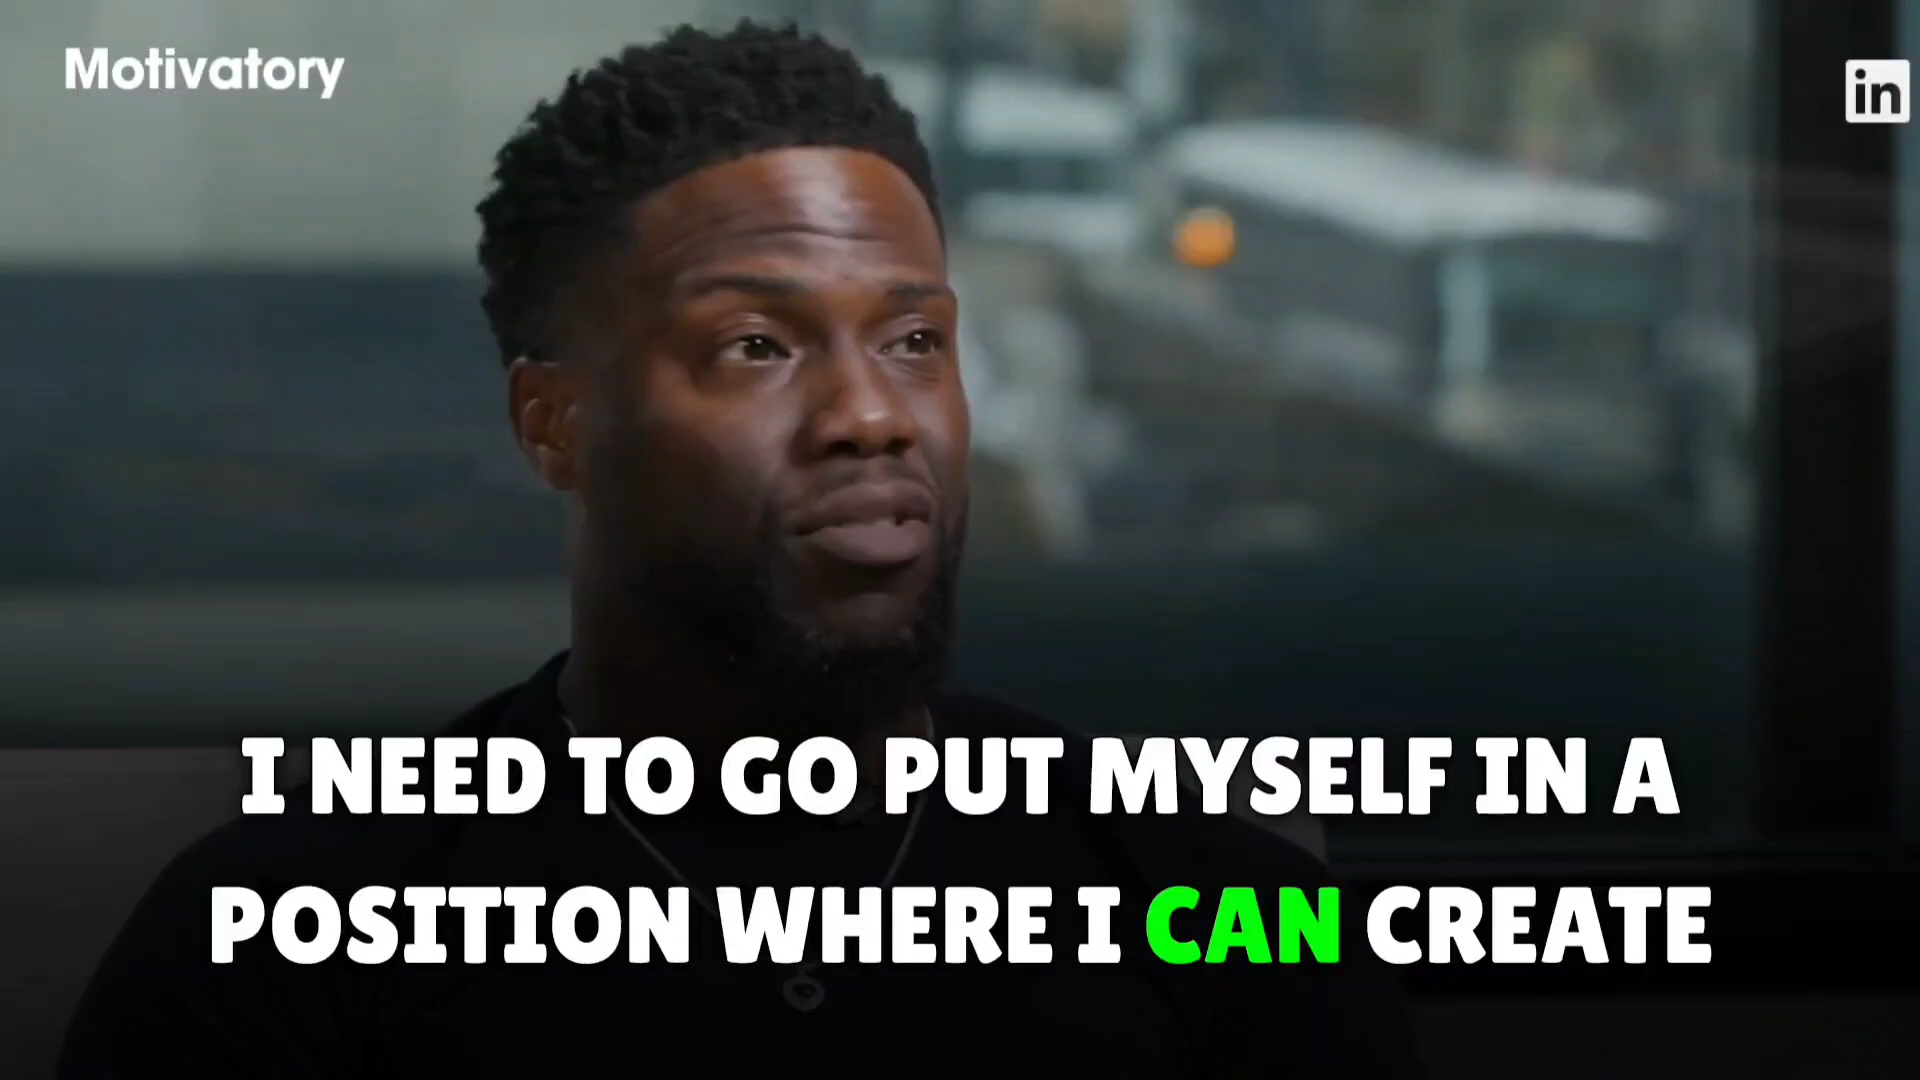 Motivatory
in
I NEED TO GO PUT MYSELF IN A
POSITION WHERE I CAN CREATE